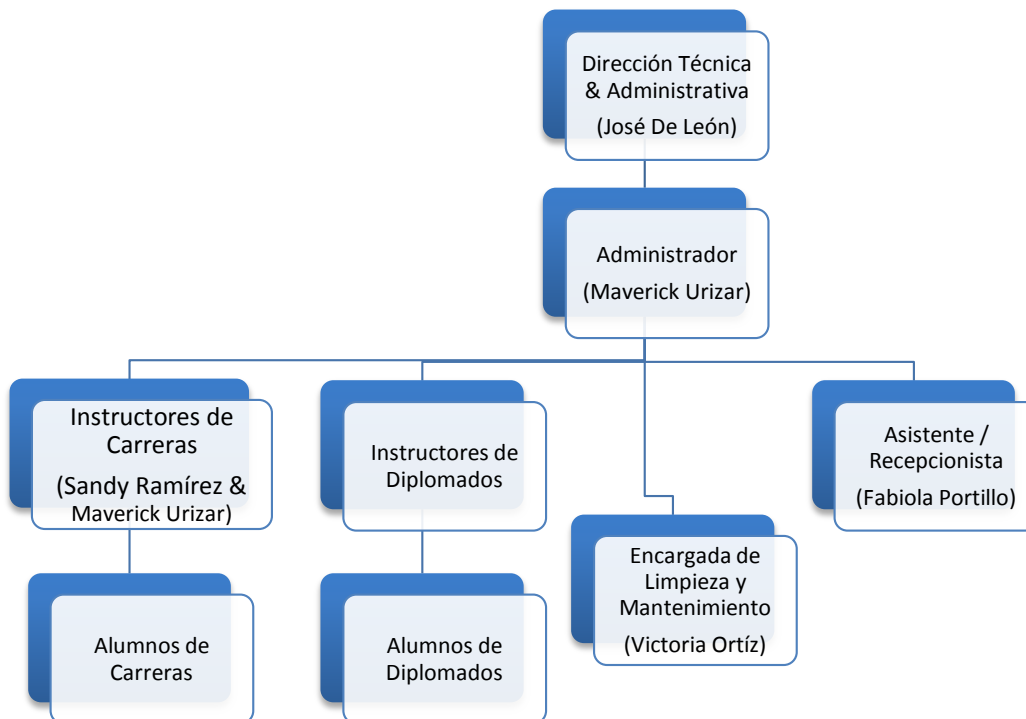 Dirección Técnica
& Administrativa
(José De León)
Administrador
(Maverick Urizar)
Instructores de
Carreras
(Sandy Ramírez &
Maverick Urizar)
Instructores de
Diplomados
Asistente /
Recepcionista
(Fabiola Portillo)
Encargada de
Limpieza y
Mantenimiento
(Victoria Ortíz)
Alumnos de
Carreras
Alumnos de
Diplomados